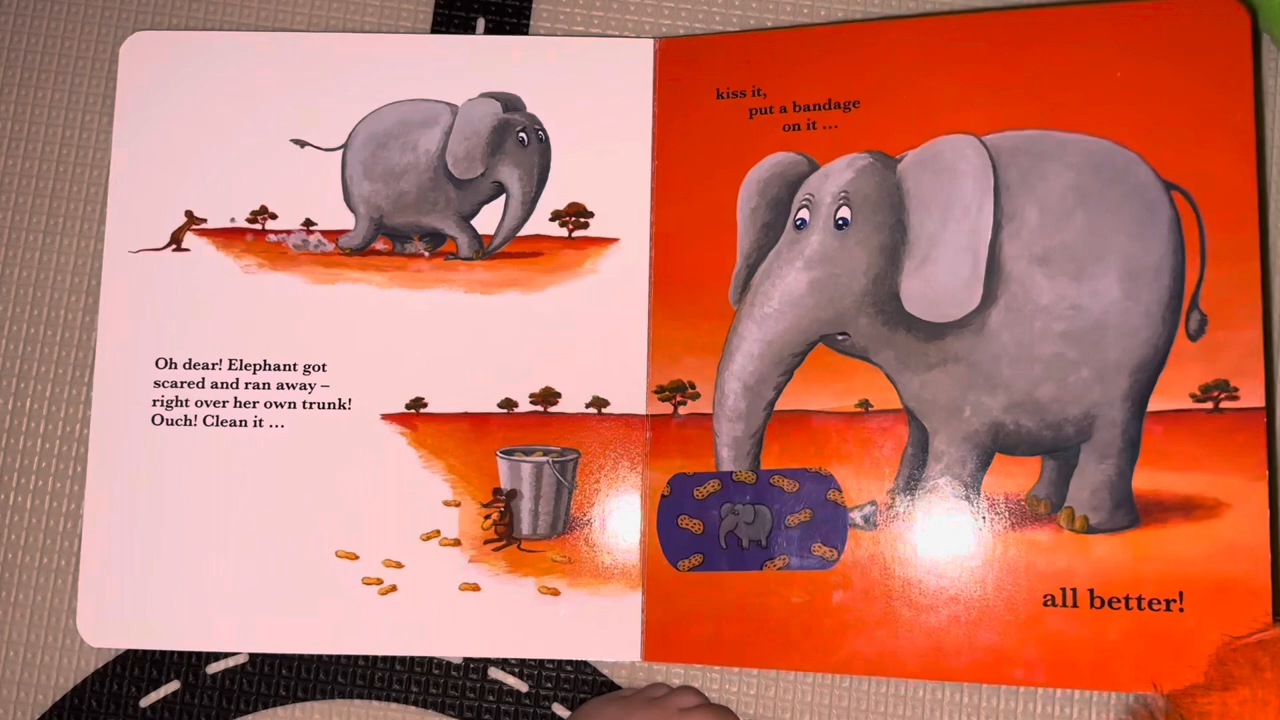 Oh dear! Elephant got
scared and ran away –
right over her own trunk!
Ouch! Clean it ...
kiss it,
put a bandage
on it ...
all better!